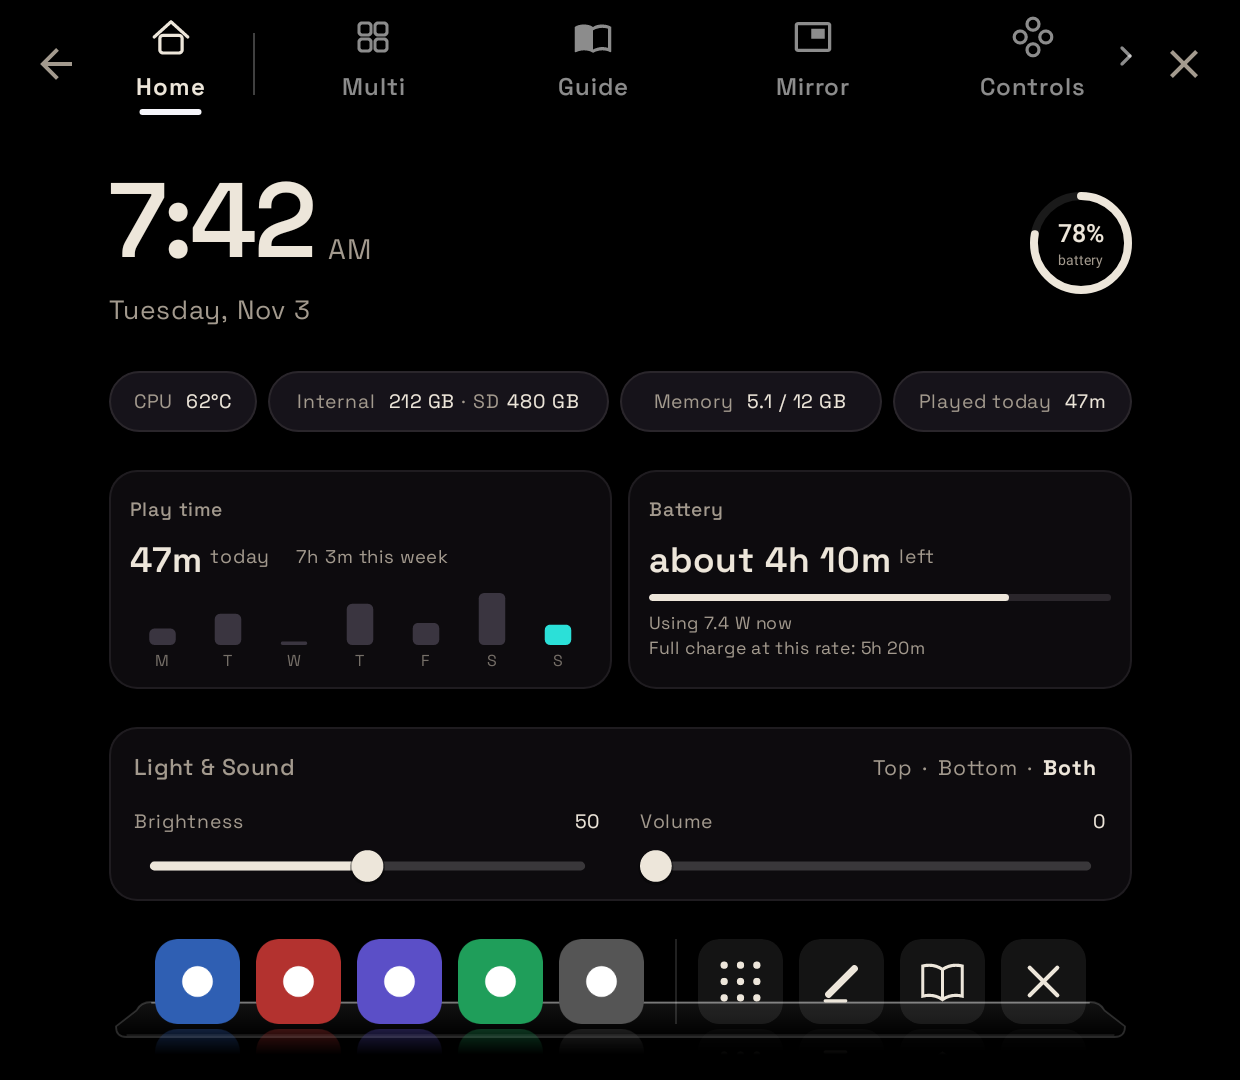 Home
Multi
Guide
Mirror
Controls
7:42 AM
78%
battery
Tuesday, Nov 3
CPU 62°C
Internal 212 GB · SD 480 GB
Memory 5.1 / 12 GB
Played today 47m
Play time
47m today 7h 3m this week
M T W T F S S
Battery
about 4h 10m left
Using 7.4 W now
Full charge at this rate: 5h 20m
Light & Sound
Top · Bottom · Both
Brightness 50
Volume 0